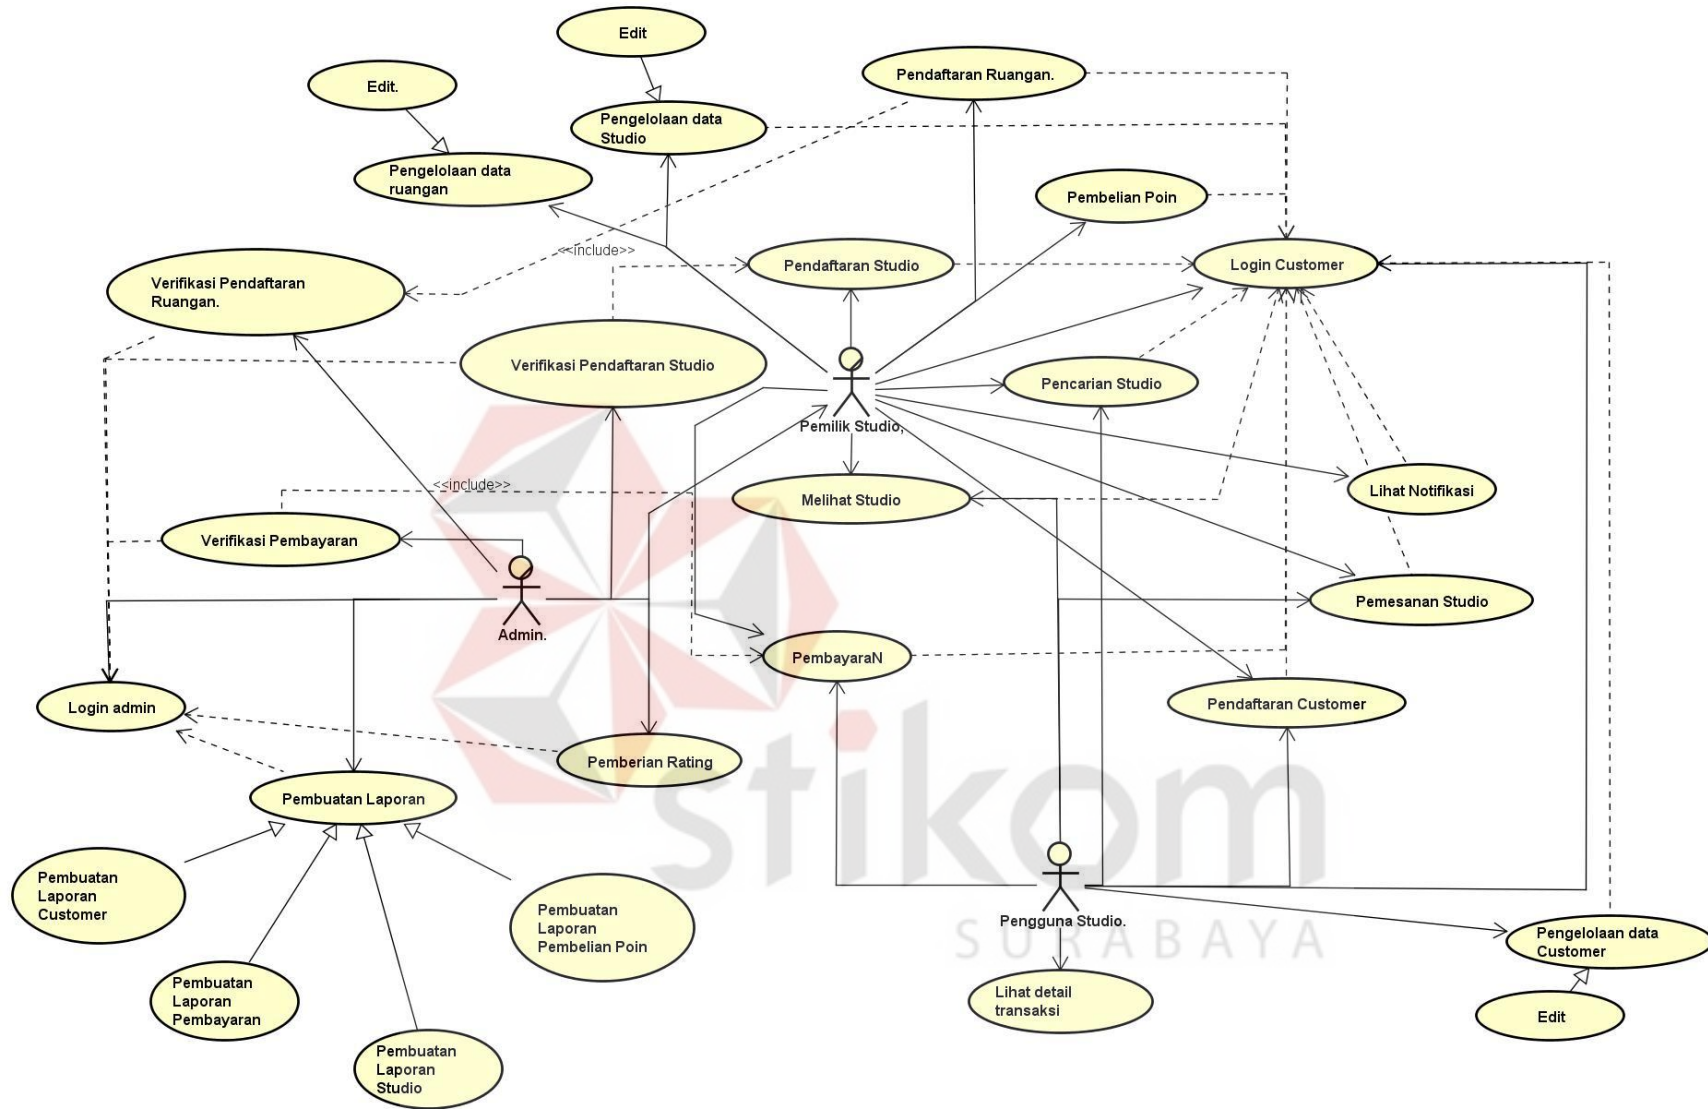 Edit
Edit.
Pendaftaran Ruangan.
Pengelolaan data
Studio
Pengelolaan data
ruangan
Pembelian Poin
<<include>>
Pendaftaran Studio
Login Customer
Verifikasi Pendaftaran
Ruangan.
Verifikasi Pendaftaran Studio
Pencarian Studio
Pemilik Studio,
<<include>>
Melihat Studio
Lihat Notifikasi
Verifikasi Pembayaran
Pemesanan Studio
Admin.
PembayaraN
Login admin
Pendaftaran Customer
Pemberian Rating
Pembuatan Laporan
stikom
SURABAYA
Pembuatan
Laporan
Customer
Pembuatan
Laporan
Pembelian Poin
Pengguna Studio.
Pengelolaan data
Customer
Pembuatan
Laporan
Pembayaran
Lihat detail
transaksi
Edit
Pembuatan
Laporan
Studio